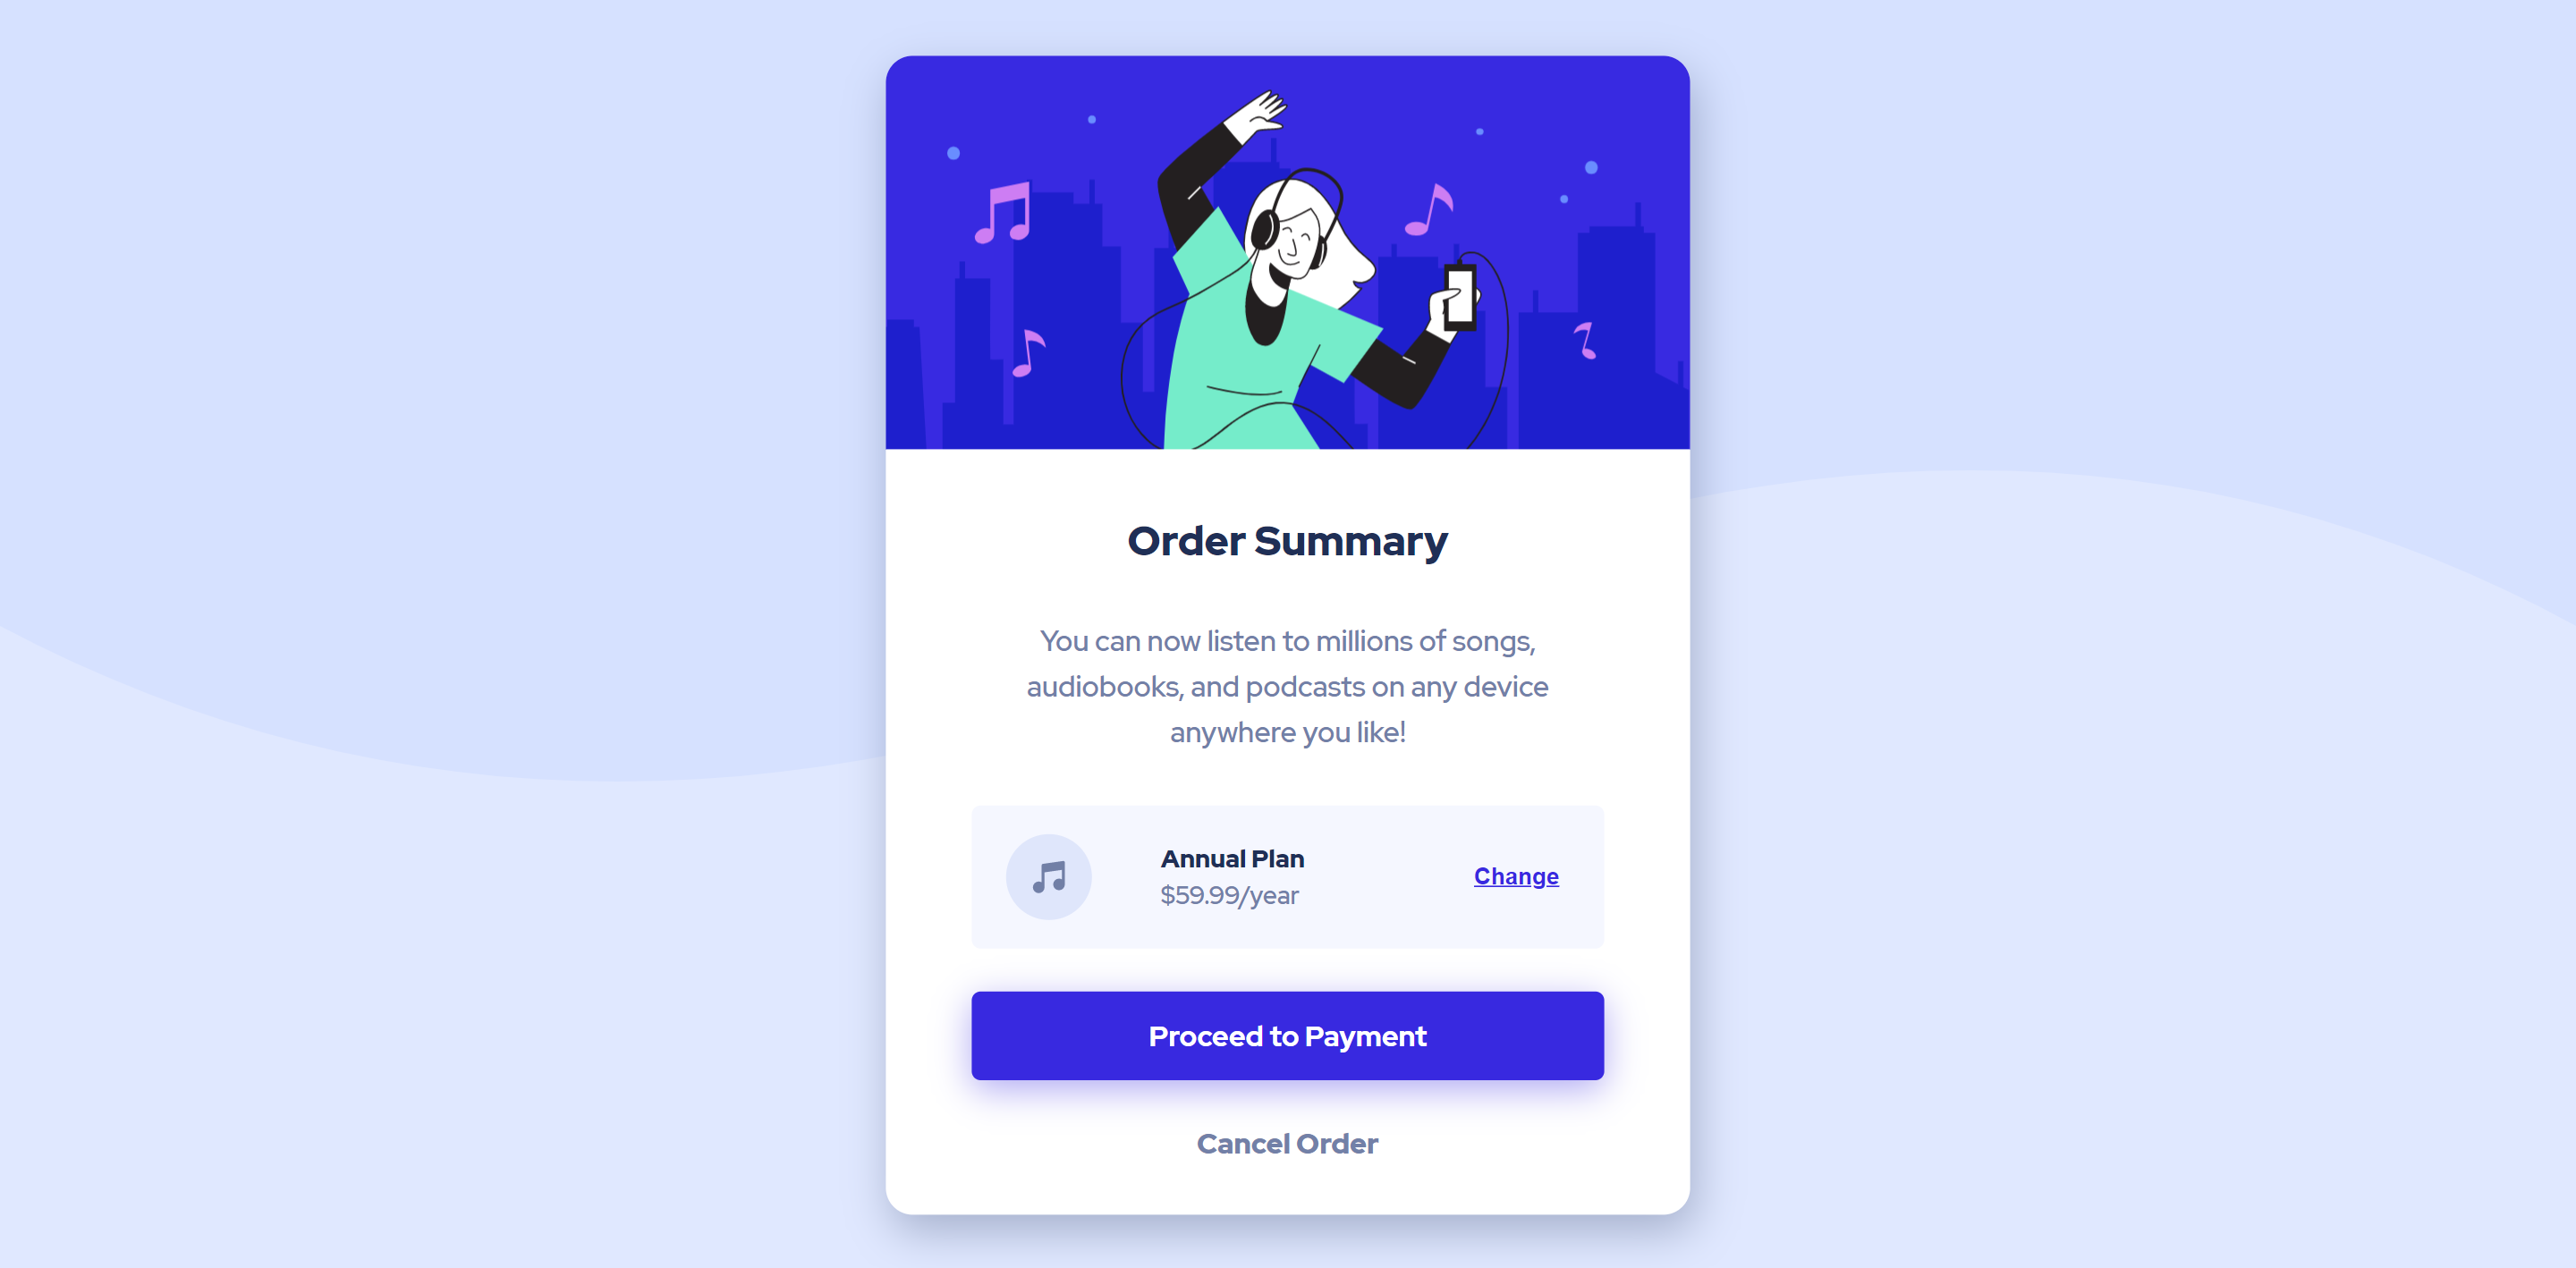 Order Summary
You can now listen to millions of songs,
audiobooks, and podcasts on any device
anywhere you like!
Annual Plan
$59.99/year
Change
Proceed to Payment
Cancel Order